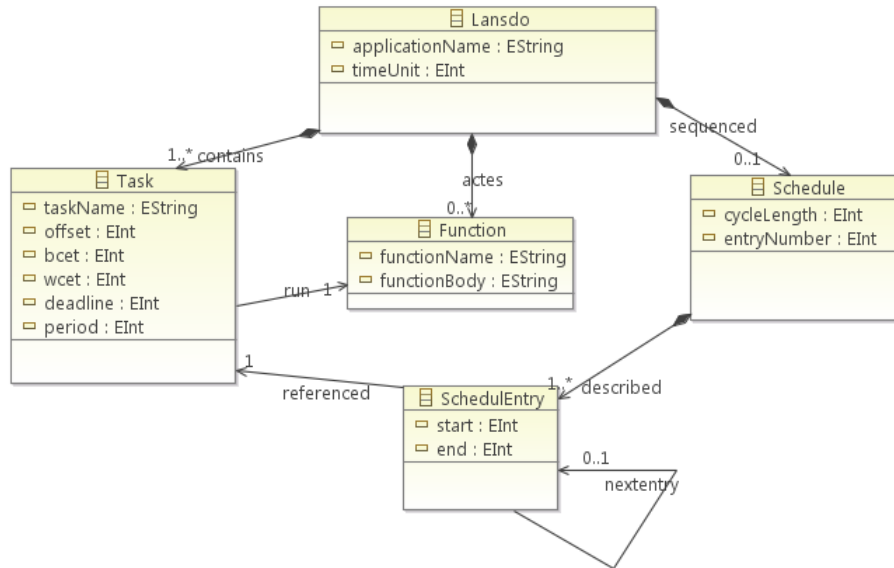 Lansdo
applicationName : EString
timeUnit : EInt
sequenced
1..* contains
0..1
actes
0..*
Task
taskName : EString
offset : EInt
bcet : EInt
wcet : EInt
deadline : EInt
period : EInt
Function
functionName : EString
functionBody : EString
Schedule
cycleLength : EInt
entryNumber : EInt
run 1
1
referenced
1..* described
SchedulEntry
start : EInt
end : EInt
0..1
nextentry